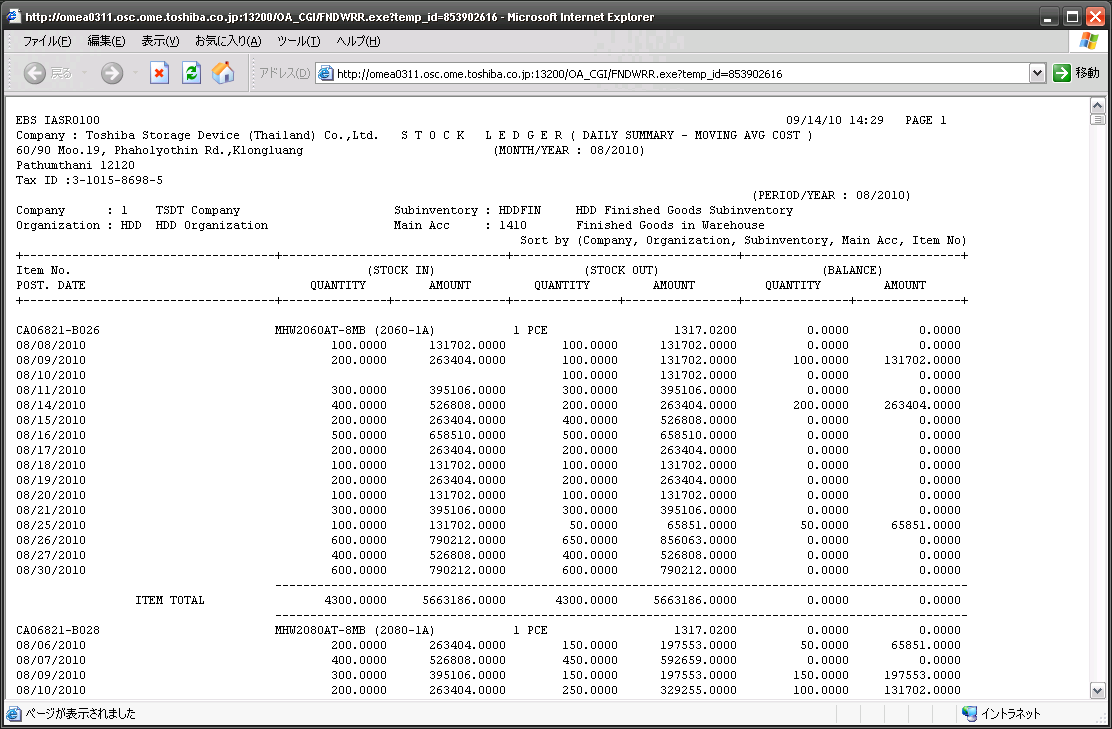 http://omea0311.osc.ome.toshiba.co.jp:13200/OA_CGI/FNDWRR.exe?temp_id=853902616 - Microsoft Internet Explorer
ファイル(F) 編集(E) 表示(V) お気に入り(A) ツール(T) ヘルプ(H)
戻る アドレス(D) http://omea0311.osc.ome.toshiba.co.jp:13200/OA_CGI/FNDWRR.exe?temp_id=853902616 移動
EBS IASR0100 09/14/10 14:29 PAGE 1
Company : Toshiba Storage Device (Thailand) Co.,Ltd. S T O C K L E D G E R ( DAILY SUMMARY - MOVING AVG COST )
60/90 Moo.19, Phaholyothin Rd.,Klongluang (MONTH/YEAR : 08/2010)
Pathumthani 12120
Tax ID :3-1015-8698-5
(PERIOD/YEAR : 08/2010)
Company : 1 TSDT Company Subinventory : HDDFIN HDD Finished Goods Subinventory
Organization : HDD HDD Organization Main Acc : 1410 Finished Goods in Warehouse
Sort by (Company, Organization, Subinventory, Main Acc, Item No)
Item No. (STOCK IN) (STOCK OUT) (BALANCE)
POST. DATE QUANTITY AMOUNT QUANTITY AMOUNT QUANTITY AMOUNT
CA06821-B026 MHW2060AT-8MB (2060-1A) 1 PCE 1317.0200 0.0000 0.0000
08/08/2010 100.0000 131702.0000 100.0000 131702.0000 0.0000 0.0000
08/09/2010 200.0000 263404.0000 100.0000 131702.0000 100.0000 131702.0000
08/10/2010 100.0000 131702.0000 0.0000 0.0000
08/11/2010 300.0000 395106.0000 300.0000 395106.0000 0.0000 0.0000
08/14/2010 400.0000 526808.0000 200.0000 263404.0000 200.0000 263404.0000
08/15/2010 200.0000 263404.0000 400.0000 526808.0000 0.0000 0.0000
08/16/2010 500.0000 658510.0000 500.0000 658510.0000 0.0000 0.0000
08/17/2010 200.0000 263404.0000 200.0000 263404.0000 0.0000 0.0000
08/18/2010 100.0000 131702.0000 100.0000 131702.0000 0.0000 0.0000
08/19/2010 200.0000 263404.0000 200.0000 263404.0000 0.0000 0.0000
08/20/2010 100.0000 131702.0000 100.0000 131702.0000 0.0000 0.0000
08/21/2010 300.0000 395106.0000 300.0000 395106.0000 0.0000 0.0000
08/25/2010 100.0000 131702.0000 50.0000 65851.0000 50.0000 65851.0000
08/26/2010 600.0000 790212.0000 650.0000 856063.0000 0.0000 0.0000
08/27/2010 400.0000 526808.0000 400.0000 526808.0000 0.0000 0.0000
08/30/2010 600.0000 790212.0000 600.0000 790212.0000 0.0000 0.0000
ITEM TOTAL 4300.0000 5663186.0000 4300.0000 5663186.0000 0.0000 0.0000
CA06821-B028 MHW2080AT-8MB (2080-1A) 1 PCE 1317.0200 0.0000 0.0000
08/06/2010 200.0000 263404.0000 150.0000 197553.0000 50.0000 65851.0000
08/07/2010 400.0000 526808.0000 450.0000 592659.0000 0.0000 0.0000
08/09/2010 300.0000 395106.0000 150.0000 197553.0000 150.0000 197553.0000
08/10/2010 200.0000 263404.0000 250.0000 329255.0000 100.0000 131702.0000
ページが表示されました イントラネット